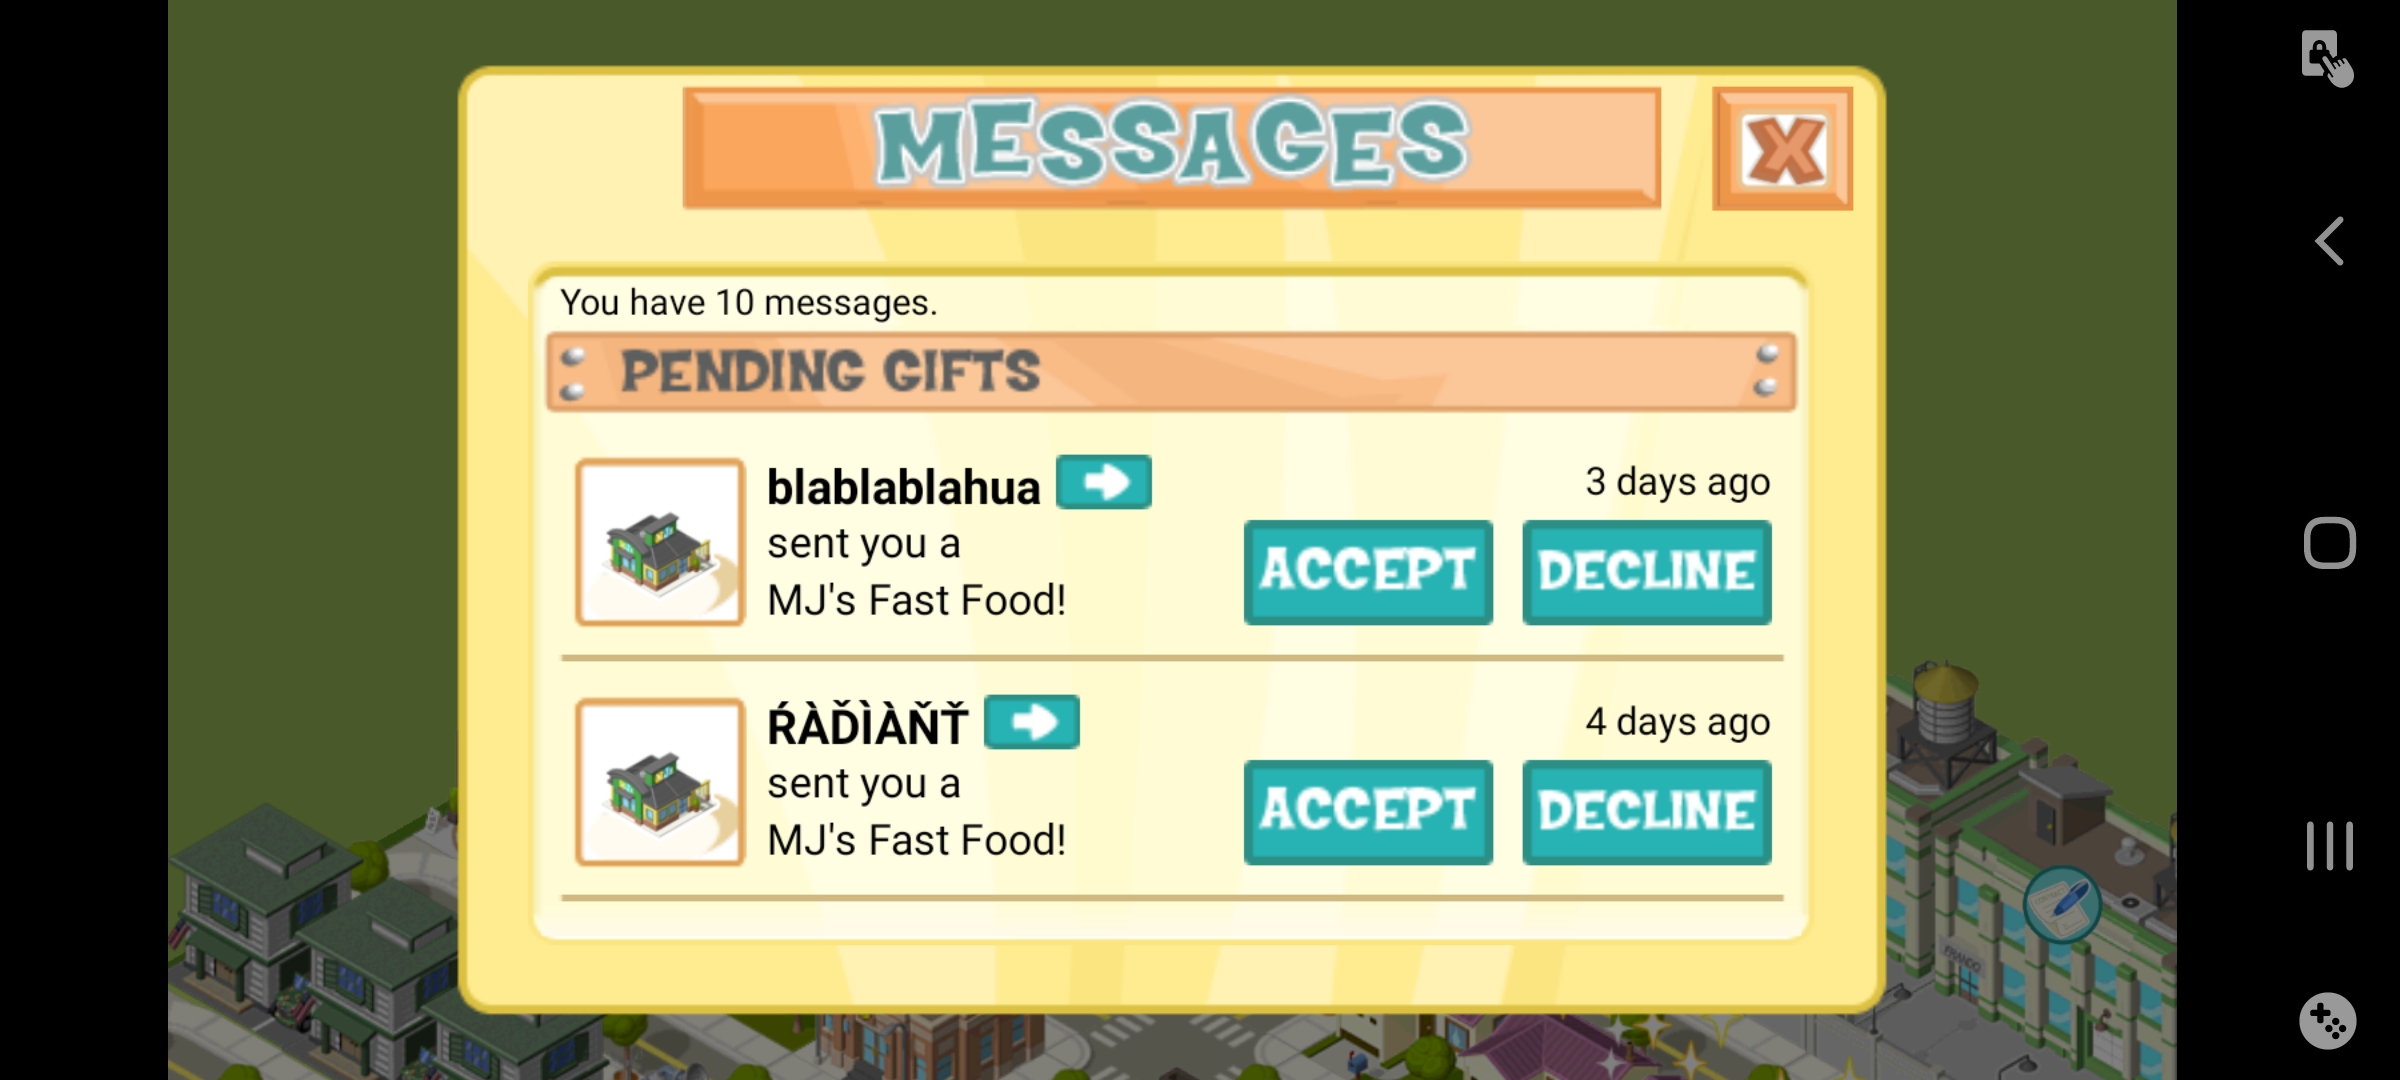 MESSAGES
X
You have 10 messages.
PENDING GIFTS
blablablahua
3 days ago
sent you a
MJ's Fast Food!
ACCEPT
DECLINE
ŔÀĎÌÀŇŤ
4 days ago
sent you a
MJ's Fast Food!
ACCEPT
DECLINE